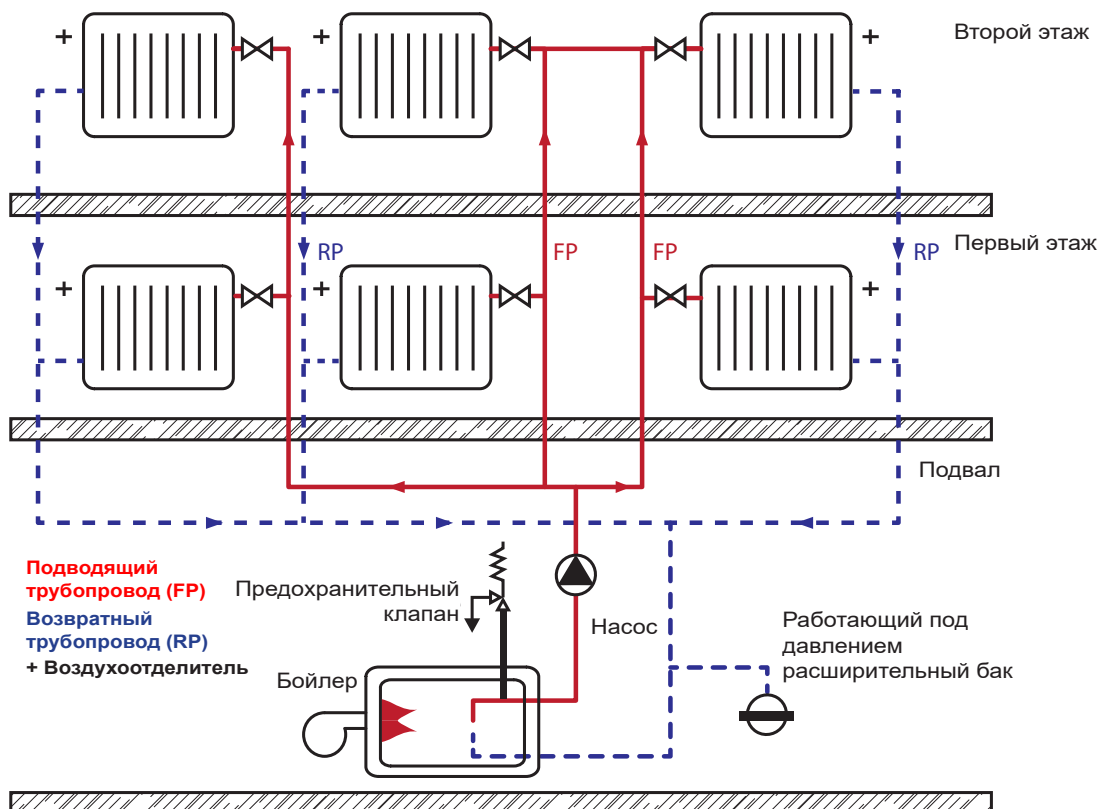 +
+
+
Второй этаж
RP
FP
FP
RP
Первый этаж
+
+
+
Подвал
Подводящий
трубопровод (FP)
Возвратный
трубопровод (RP)
+ Воздухоотделитель
Предохранительный
клапан
Насос
Бойлер
Работающий под
давлением
расширительный бак